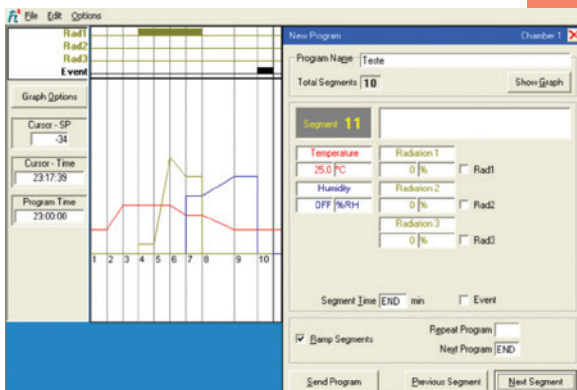 File Edit Options
Rad1
Rad2
Rad3
Event
Graph Options
Cursor - SP
-34
Cursor - Time
23:17:39
Program Time
23:00:00
1 2 3 4 5 6 7 8 9 10
New Program Chamber 1
Program Name Teste
Total Segments 10 Show Graph
Segment 11
Temperature Radiation 1
25,0 °C 0 % Rad1
Humidity Radiation 2
OFF %RH 0 % Rad2
Radiation 3
0 % Rad3
Segment Time END min Event
Ramp Segments Repeat Program
Next Program END
Send Program Previous Segment Next Segment